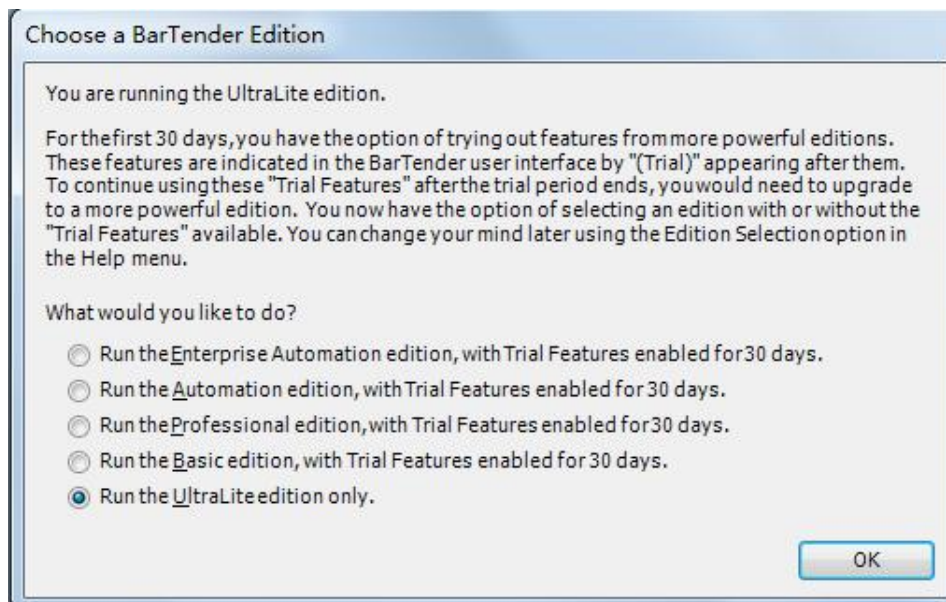 Choose a BarTender Edition
You are running the UltraLite edition.
For the first 30 days, you have the option of trying out features from more powerful editions.
These features are indicated in the BarTender user interface by "(Trial)" appearing after them.
To continue using these "Trial Features" after the trial period ends, you would need to upgrade
to a more powerful edition.  You now have the option of selecting an edition with or without the
"Trial Features" available. You can change your mind later using the Edition Selection option in
the Help menu.
What would you like to do?
Run the Enterprise Automation edition, with Trial Features enabled for 30 days.
Run the Automation edition, with Trial Features enabled for 30 days.
Run the Professional edition, with Trial Features enabled for 30 days.
Run the Basic edition, with Trial Features enabled for 30 days.
Run the UltraLite edition only.
OK